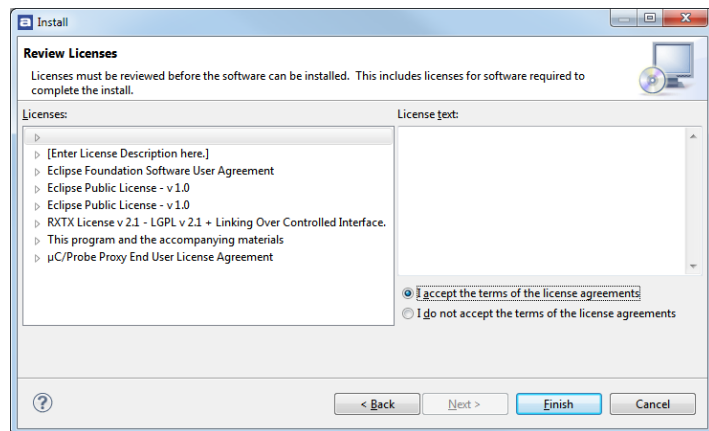 a Install
Review Licenses
Licenses must be reviewed before the software can be installed. This includes licenses for software required to
complete the install.
Licenses:
License text:
[Enter License Description here.]
Eclipse Foundation Software User Agreement
Eclipse Public License - v 1.0
Eclipse Public License - v 1.0
RXTX License v 2.1 - LGPL v 2.1 + Linking Over Controlled Interface.
This program and the accompanying materials
µC/Probe Proxy End User License Agreement
I accept the terms of the license agreements
I do not accept the terms of the license agreements
?
< Back
Next >
Finish
Cancel